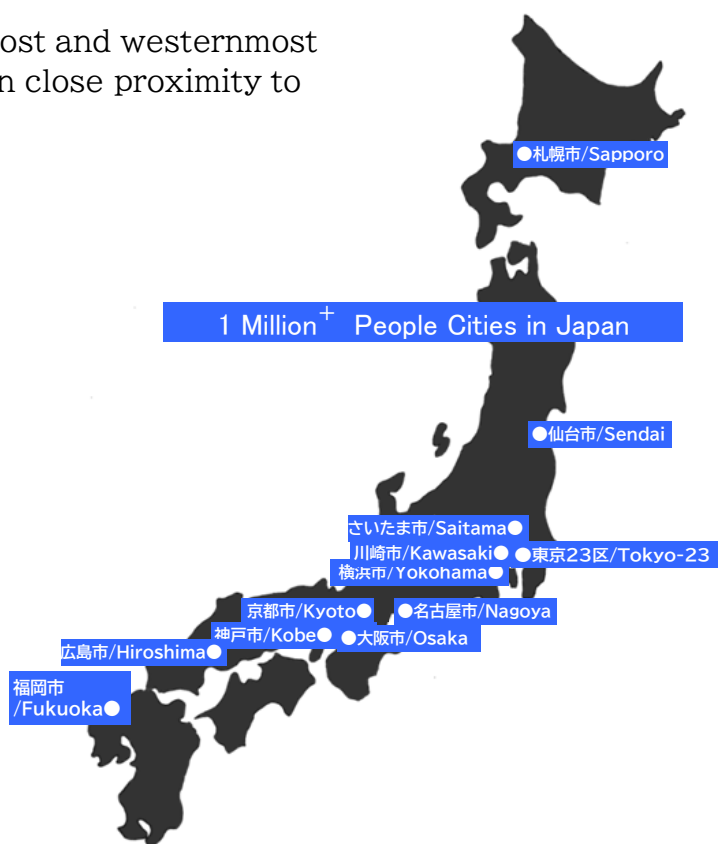 ost and westernmost
n close proximity to
●札幌市/Sapporo
1 Million⁺ People Cities in Japan
●仙台市/Sendai
さいたま市/Saitama●
川崎市/Kawasaki● ●東京23区/Tokyo-23
横浜市/Yokohama●
京都市/Kyoto● ●名古屋市/Nagoya
神戸市/Kobe● ●大阪市/Osaka
広島市/Hiroshima●
福岡市
/Fukuoka●